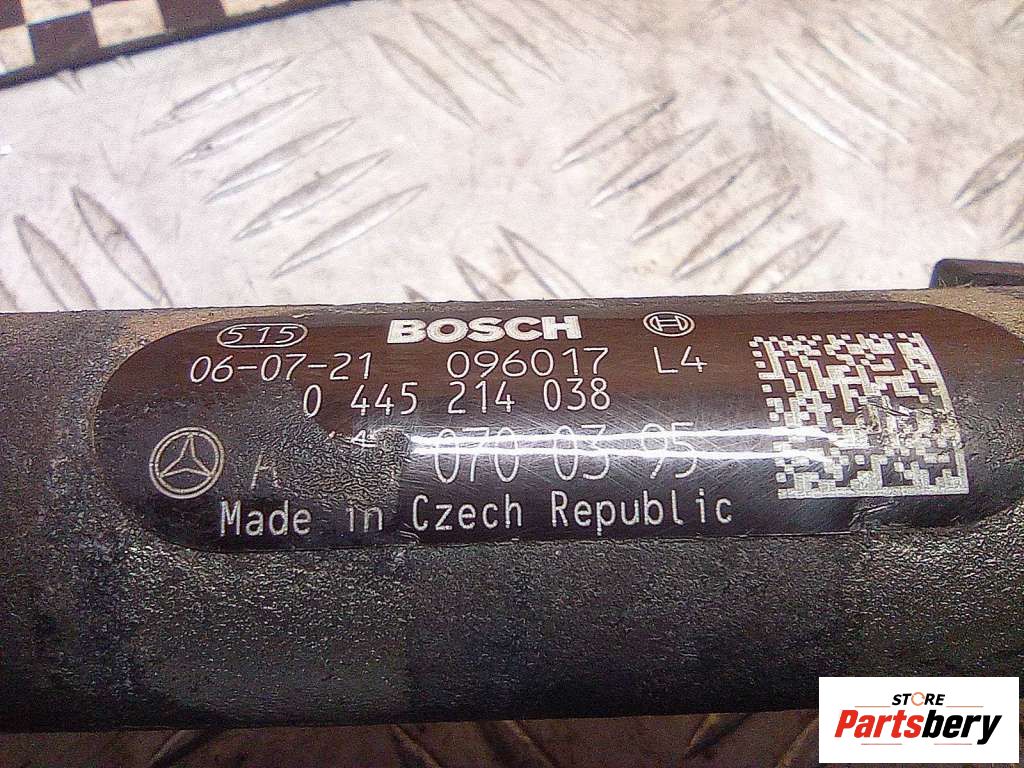 515 BOSCH
06-07-21 096017 L4
0 445 214 038
A 070 03 95
Made in Czech Republic
STORE
Partsbery